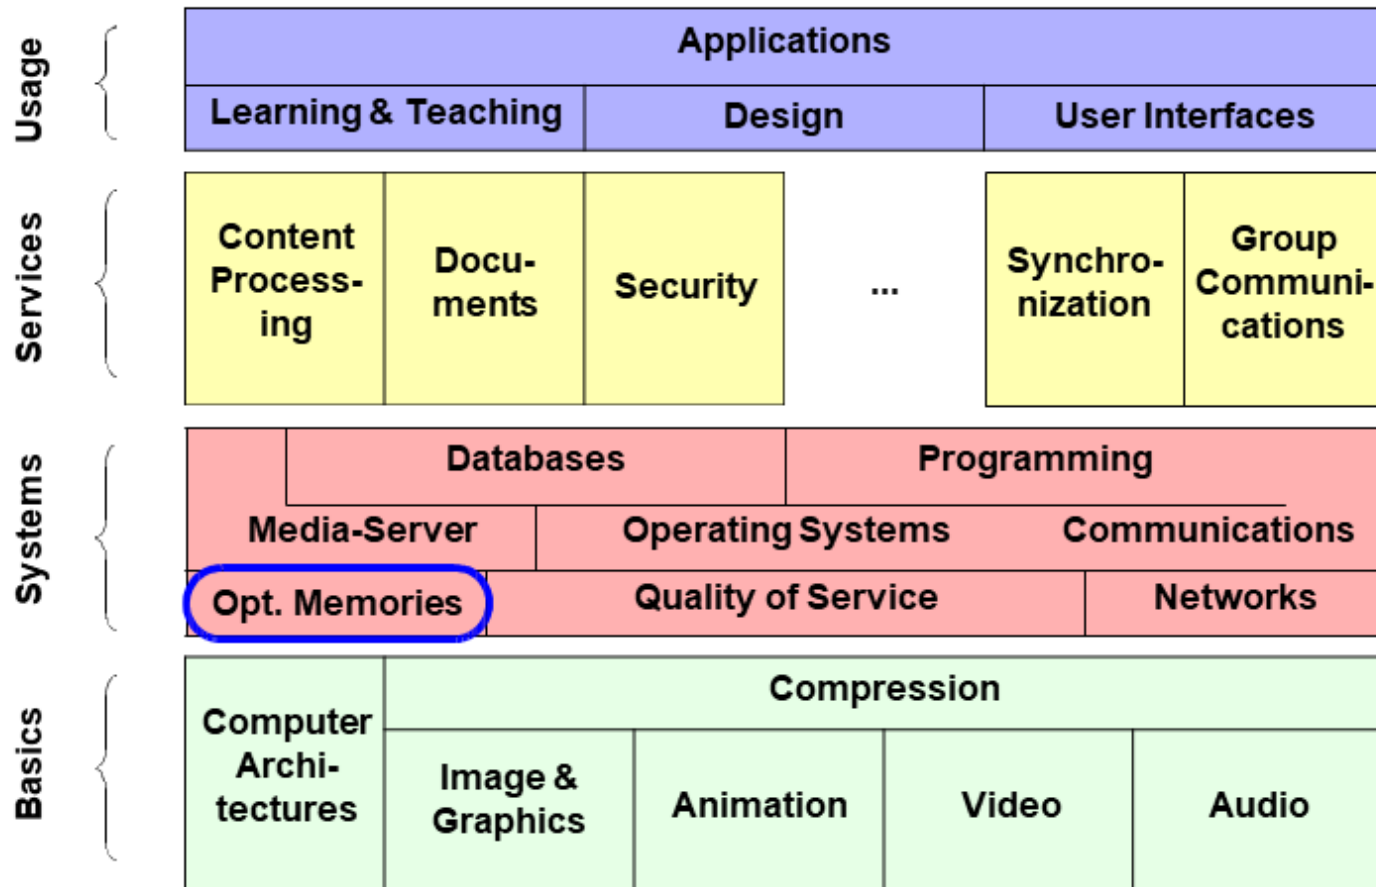 Usage
Applications
Learning & Teaching
Design
User Interfaces
Services
Content
Process-
ing
Docu-
ments
Security
...
Synchro-
nization
Group
Communi-
cations
Systems
Databases
Programming
Media-Server
Operating Systems
Communications
Opt. Memories
Quality of Service
Networks
Basics
Computer
Archi-
tectures
Compression
Image &
Graphics
Animation
Video
Audio